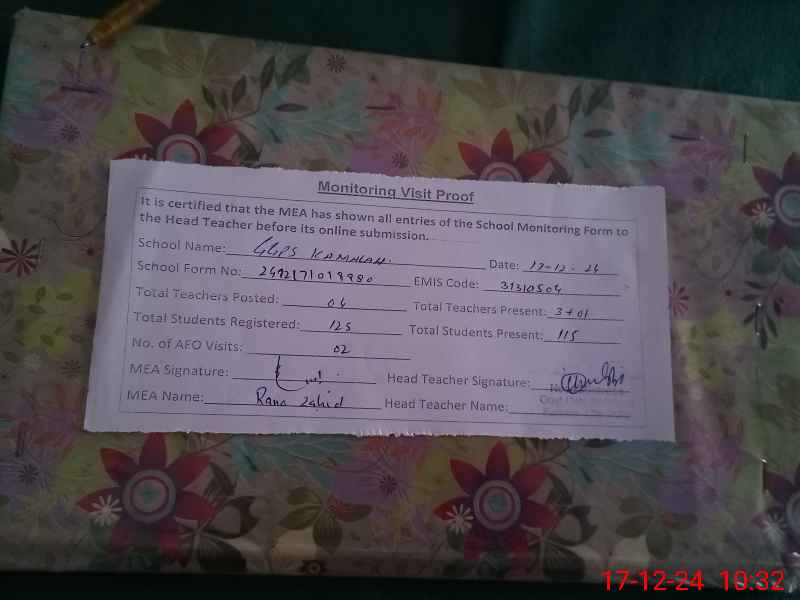 Monitoring Visit Proof
It is certified that the MEA has shown all entries of the School Monitoring Form to
the Head Teacher before its online submission.
School Name: GGPS KAMALAH. Date: 17-12-24
School Form No: EMIS Code: 31310504
Total Teachers Posted: 04 Total Teachers Present: 3+01
Total Students Registered: 125 Total Students Present: 115
No. of AEO Visits: 02
MEA Signature: Head Teacher Signature:
MEA Name: Rana Zahid Head Teacher Name:
17-12-24 10:32